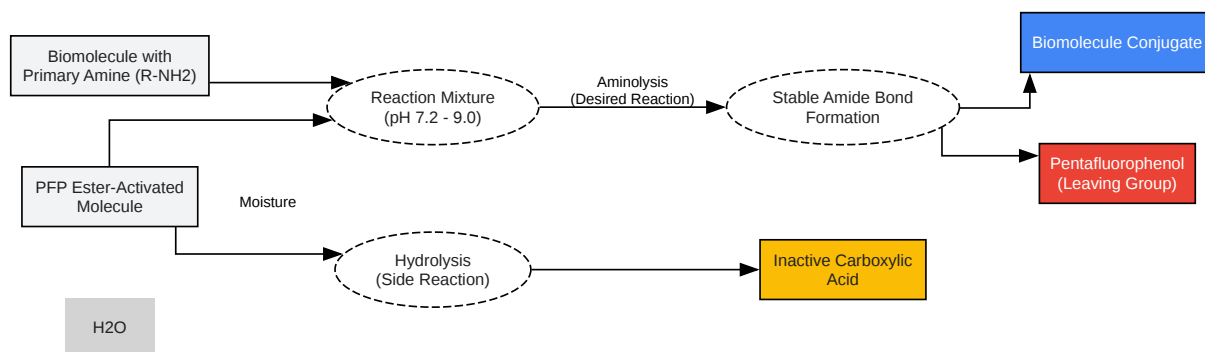 Biomolecule with
Primary Amine (R-NH2)
Reaction Mixture
(pH 7.2 - 9.0)
Aminolysis
(Desired Reaction)
Stable Amide Bond
Formation
Biomolecule Conjugate
Pentafluorophenol
(Leaving Group)
PFP Ester-Activated
Molecule
Moisture
Hydrolysis
(Side Reaction)
Inactive Carboxylic
Acid
H2O